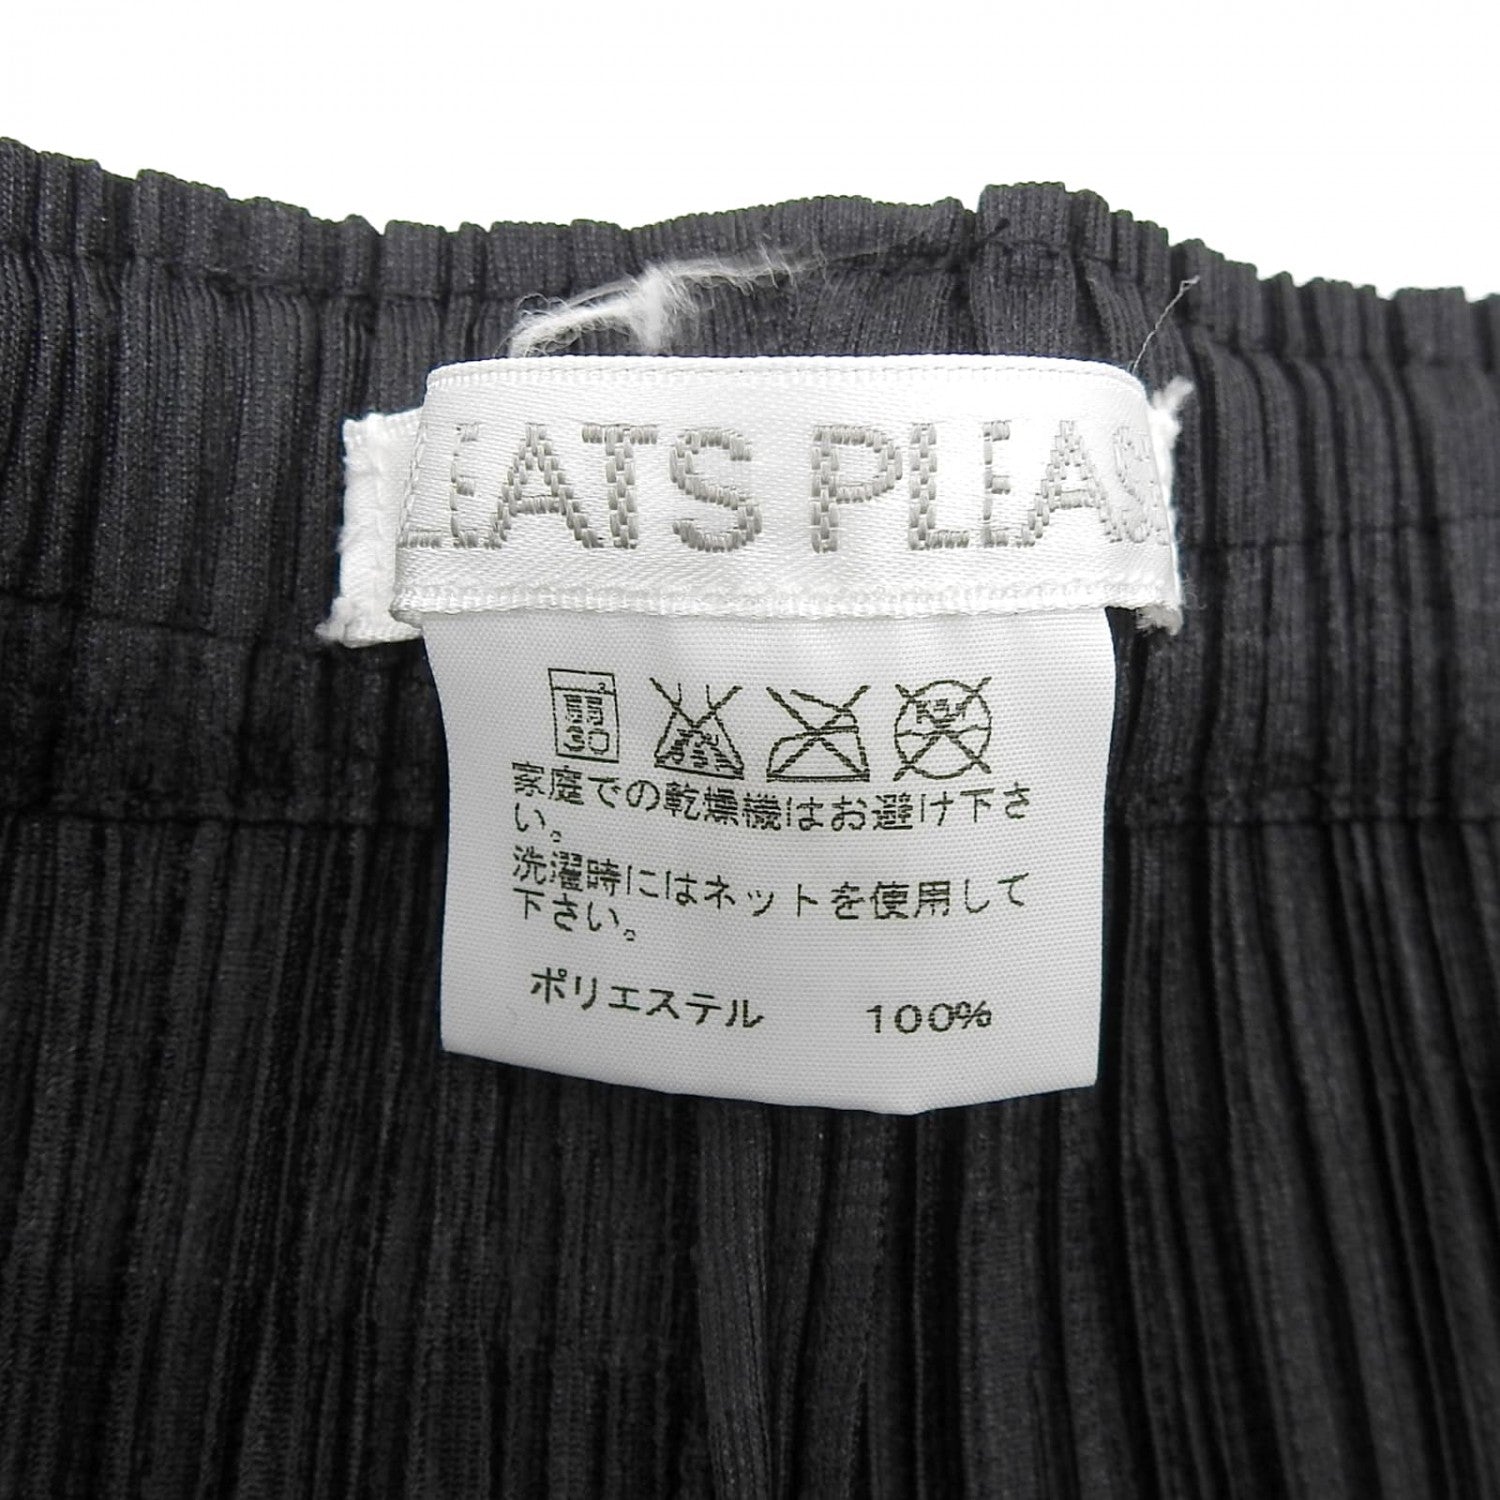 LEATS PLEAS
30
家庭での乾燥機はお避け下さ
い。
洗濯時にはネットを使用して
下さい。
ポリエステル 100%